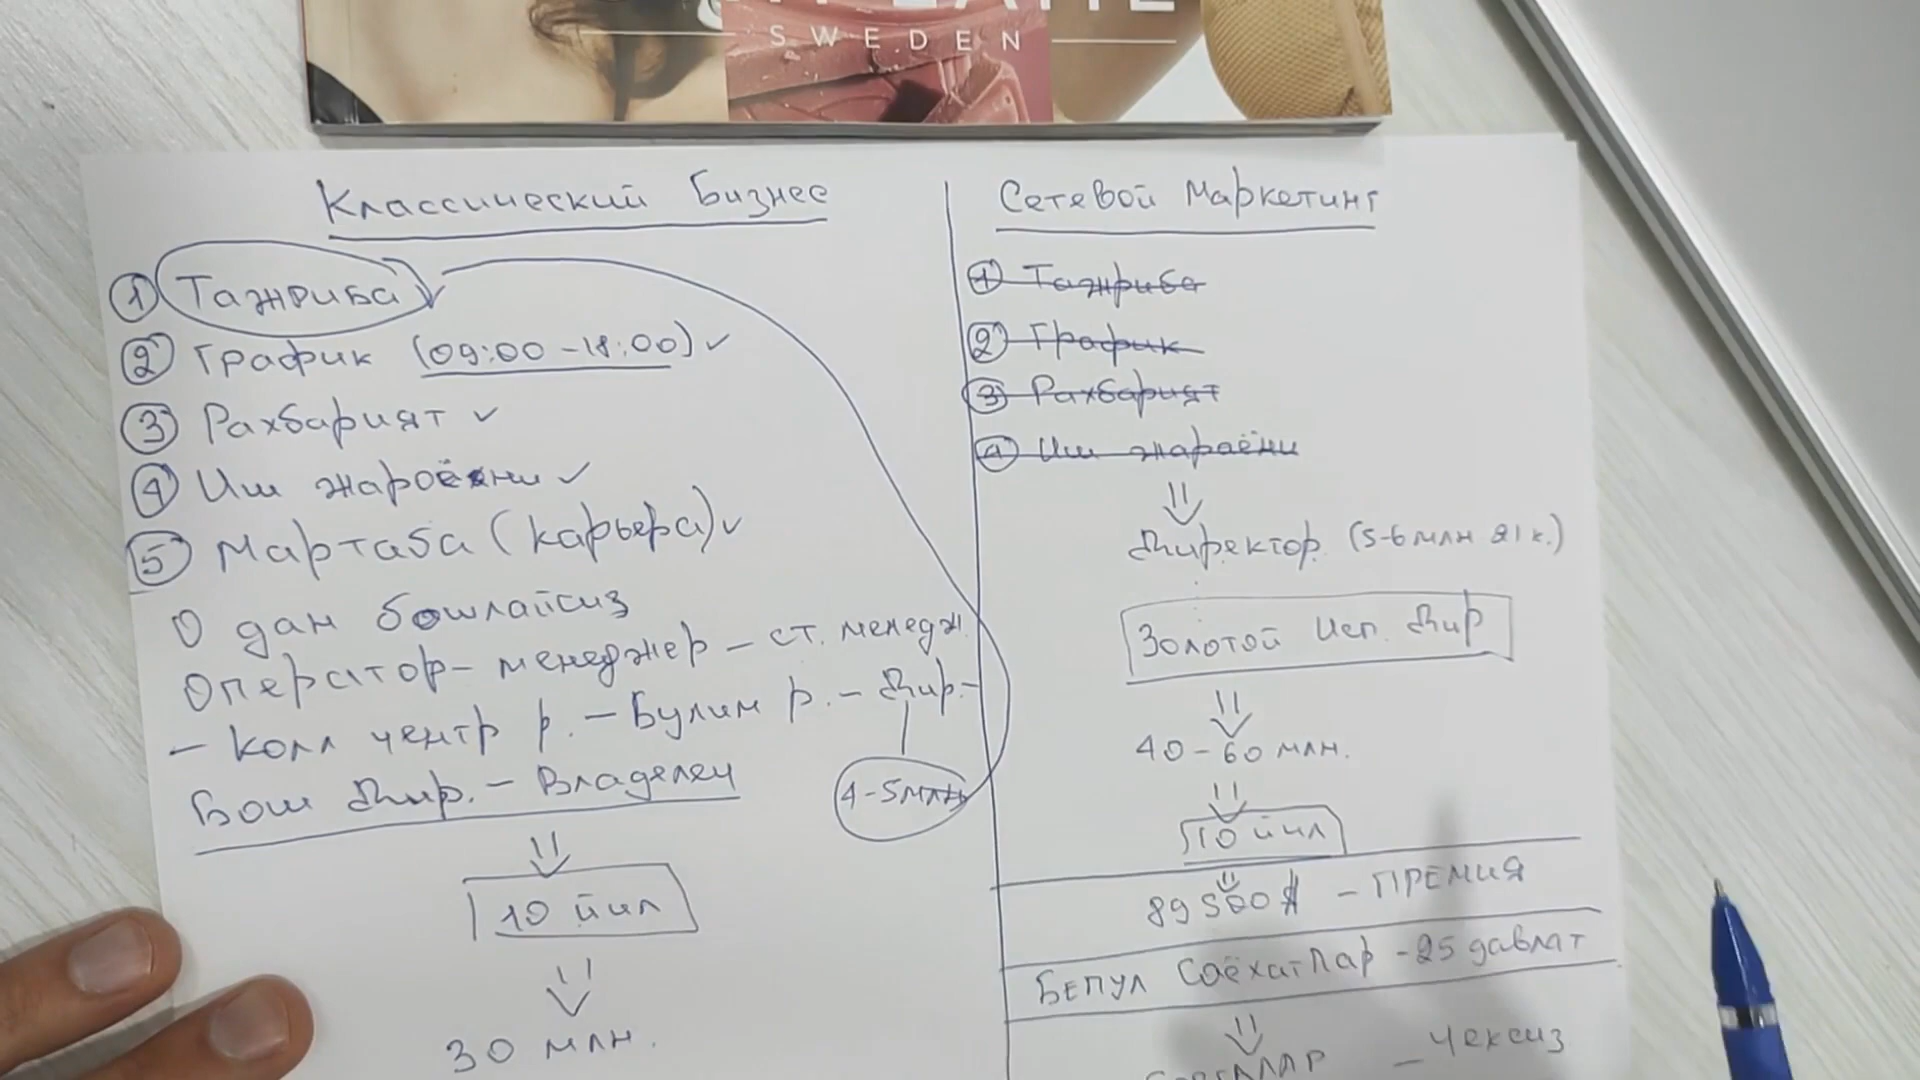 SWEDEN
Классический Бизнес
1 Тажриба
2 График (09:00-18:00)
3 Рахбарият
4 Иш жароёни
5 Мартаба (карьера)
0 дан бошлайсиз
Оператор - менеджер - ст. менедж.
- Колл центр р. - Булим р. - Дир. -
Бош Дир. - Владелец
4-5 млн
10 йил
30 млн.
Сетевой Маркетинг
1 Тажриба
2 График
3 Рахбарият
4 Иш жараёни
Директор (5-6 млн 21 к.)
Золотой Исп. Дир
40-60 млн.
10 йил
89 500 $ - ПРЕМИЯ
БЕПУЛ Саёхатлар - 25 давлат
- Чексиз